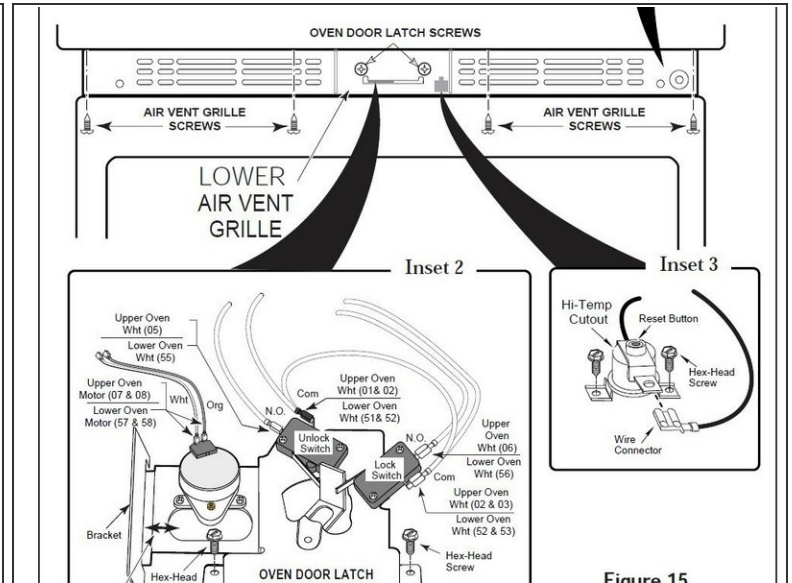 OVEN DOOR LATCH SCREWS
AIR VENT GRILLE
SCREWS
AIR VENT GRILLE
SCREWS
LOWER
AIR VENT
GRILLE
Inset 2
Upper Oven
Wht (05)
Lower Oven
Wht (55)
Upper Oven
Motor (07 & 08)
Lower Oven
Motor (57 & 58)
Wht
Org
N.O.
Com
Upper Oven
Wht (01& 02)
Lower Oven
Wht (51& 52)
Unlock
Switch
Lock
Switch
N.O.
Com
Upper
Oven
Wht (06)
Lower Oven
Wht (56)
Upper Oven
Wht (02 & 03)
Lower Oven
Wht (52 & 53)
Bracket
Hex-Head
OVEN DOOR LATCH
Hex-Head
Screw
Inset 3
Hi-Temp
Cutout
Reset Button
Hex-Head
Screw
Wire
Connector
Figure 15